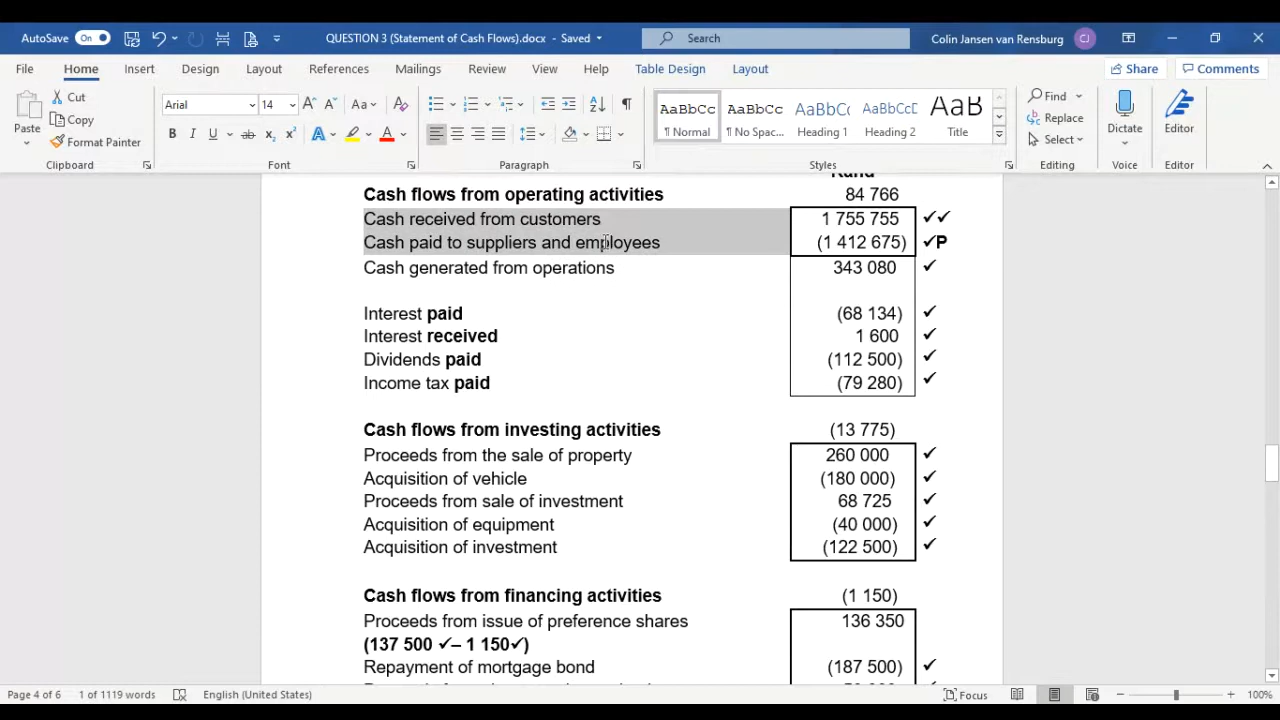 AutoSave On QUESTION 3 (Statement of Cash Flows).docx - Saved Search Colin Jansen van Rensburg CJ
File Home Insert Design Layout References Mailings Review View Help Table Design Layout Share Comments
Paste Cut Copy Format Painter Clipboard
Arial 14 Aa A
B I U ab x₂ x² A A Font
Paragraph
AaBbCc ¶ Normal AaBbCc ¶ No Spac... AaBbC( Heading 1 AaBbCcD Heading 2 AaB Title Styles
Find Replace Select Editing
Dictate Voice
Editor Editor
Rand
Cash flows from operating activities 84 766
Cash received from customers 1 755 755 ✓✓
Cash paid to suppliers and employees (1 412 675) ✓P
Cash generated from operations 343 080 ✓
Interest paid (68 134) ✓
Interest received 1 600 ✓
Dividends paid (112 500) ✓
Income tax paid (79 280) ✓
Cash flows from investing activities (13 775)
Proceeds from the sale of property 260 000 ✓
Acquisition of vehicle (180 000) ✓
Proceeds from sale of investment 68 725 ✓
Acquisition of equipment (40 000) ✓
Acquisition of investment (122 500) ✓
Cash flows from financing activities (1 150)
Proceeds from issue of preference shares 136 350
(137 500 ✓– 1 150✓)
Repayment of mortgage bond (187 500) ✓
Page 4 of 6 1 of 1119 words English (United States) Focus 100%